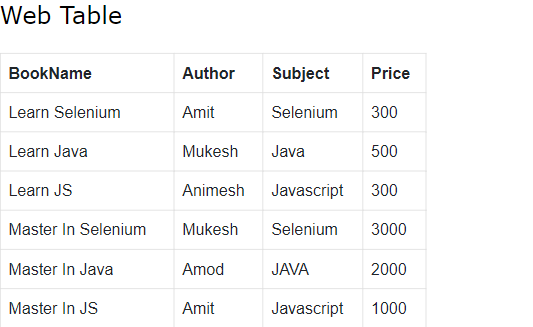 Web Table
BookName Author Subject Price
Learn Selenium Amit Selenium 300
Learn Java Mukesh Java 500
Learn JS Animesh Javascript 300
Master In Selenium Mukesh Selenium 3000
Master In Java Amod JAVA 2000
Master In JS Amit Javascript 1000